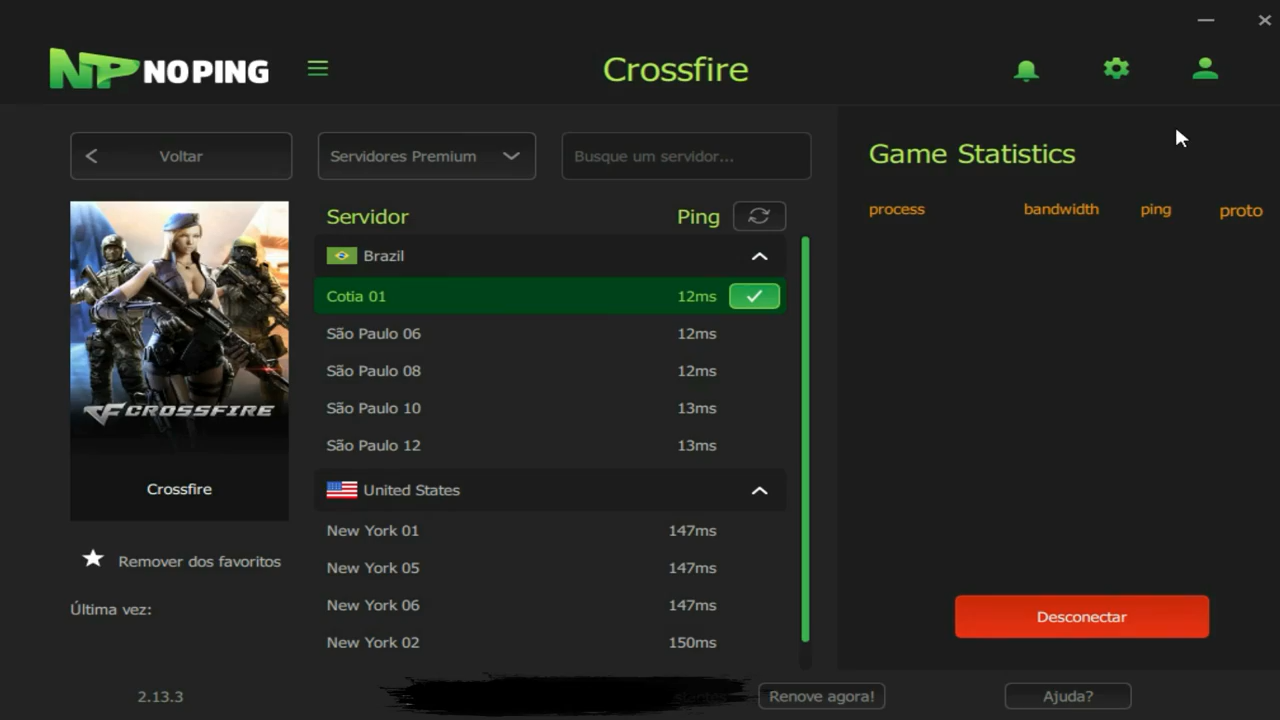 NP NOPING
Crossfire
Voltar
Servidores Premium
Busque um servidor...
Game Statistics
process bandwidth ping proto
CROSSFIRE
Crossfire
Remover dos favoritos
Última vez:
Servidor Ping
Brazil
Cotia 01 12ms
São Paulo 06 12ms
São Paulo 08 12ms
São Paulo 10 13ms
São Paulo 12 13ms
United States
New York 01 147ms
New York 05 147ms
New York 06 147ms
New York 02 150ms
Desconectar
2.13.3
Renove agora!
Ajuda?